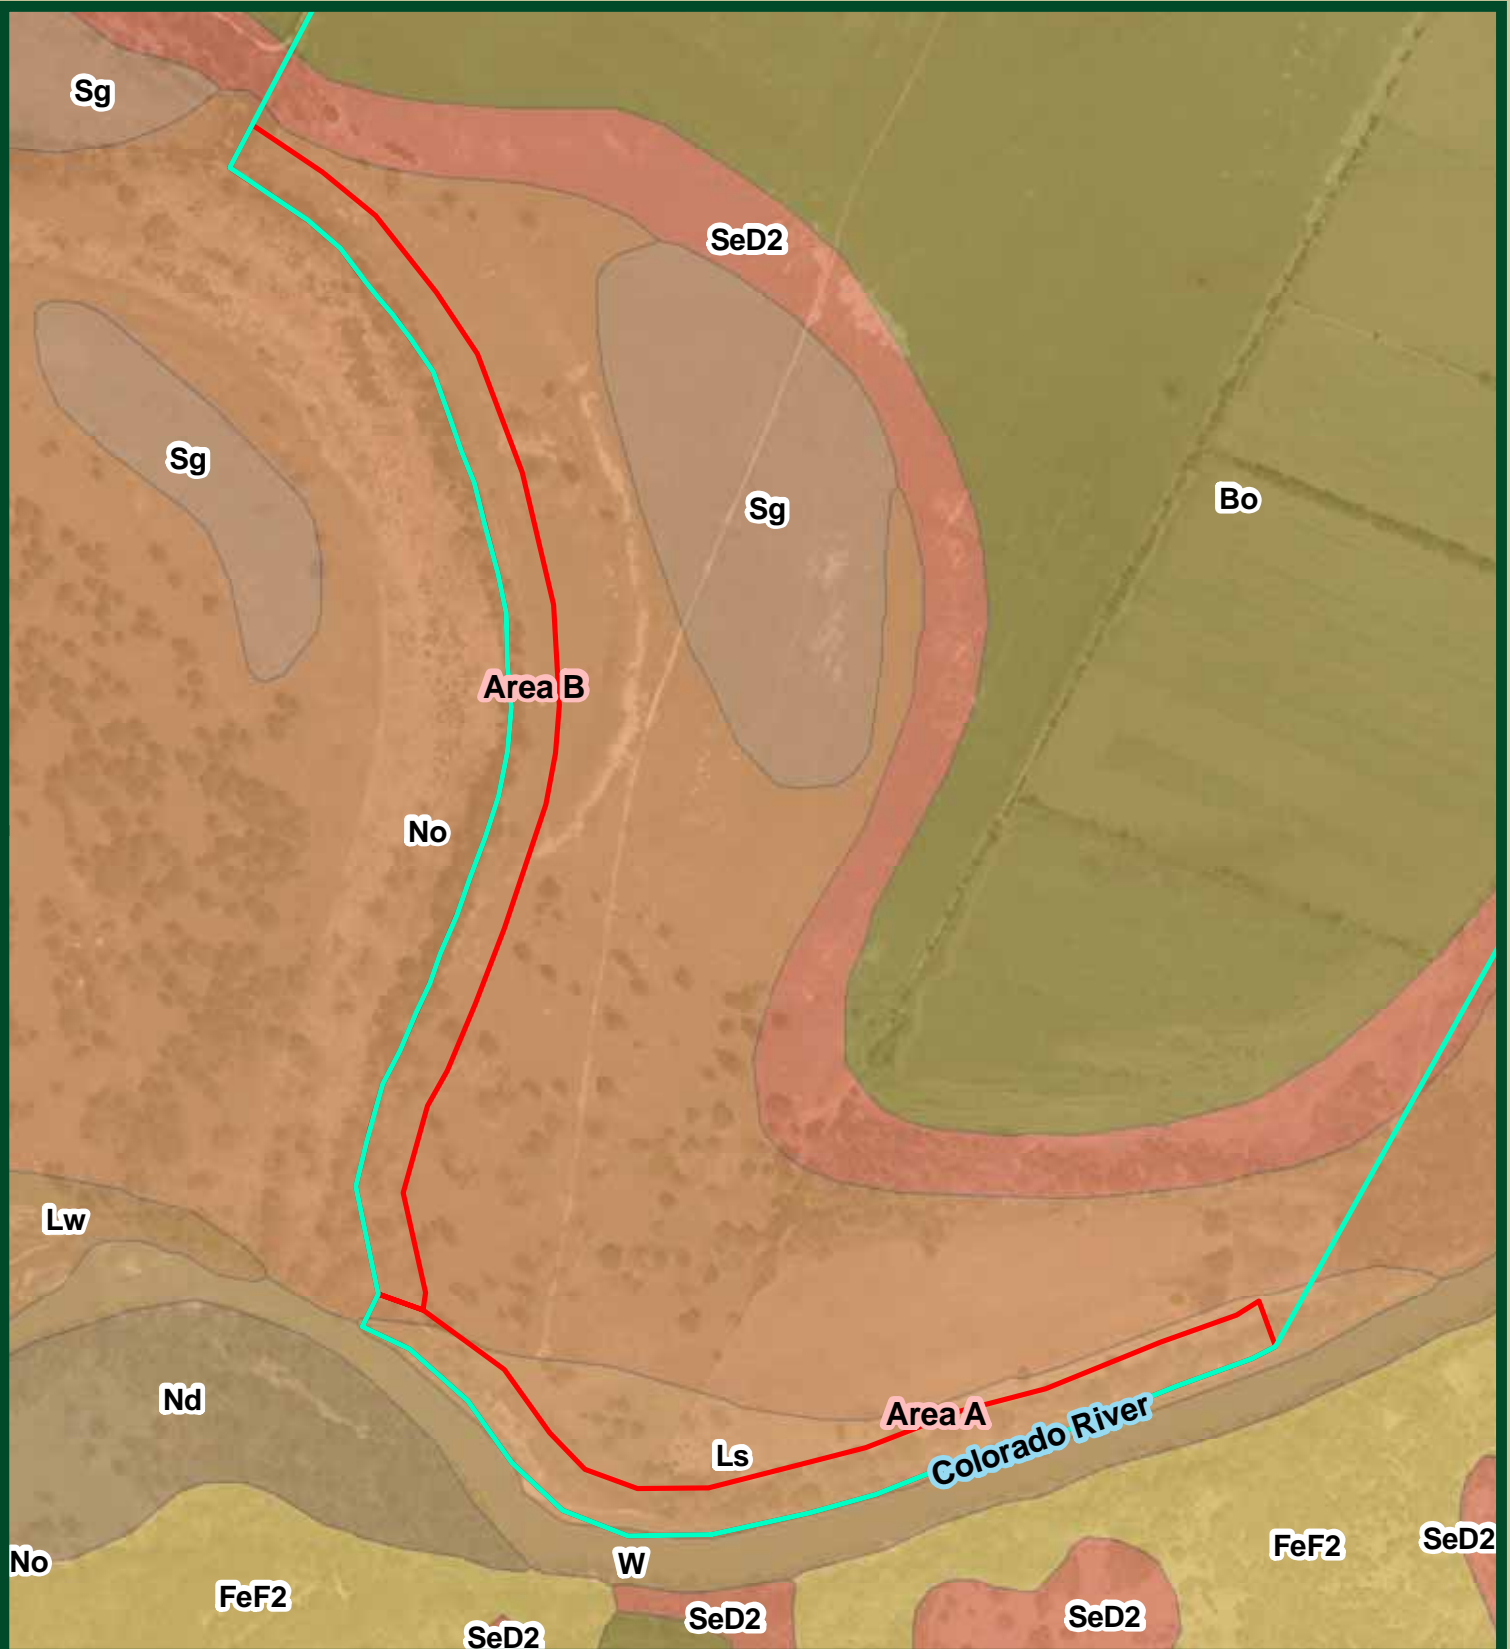 Sg
SeD2
Sg
Sg
Bo
Area B
No
Lw
Nd
Area A
Colorado River
Ls
No
W
FeF2
SeD2
FeF2
SeD2
SeD2
SeD2